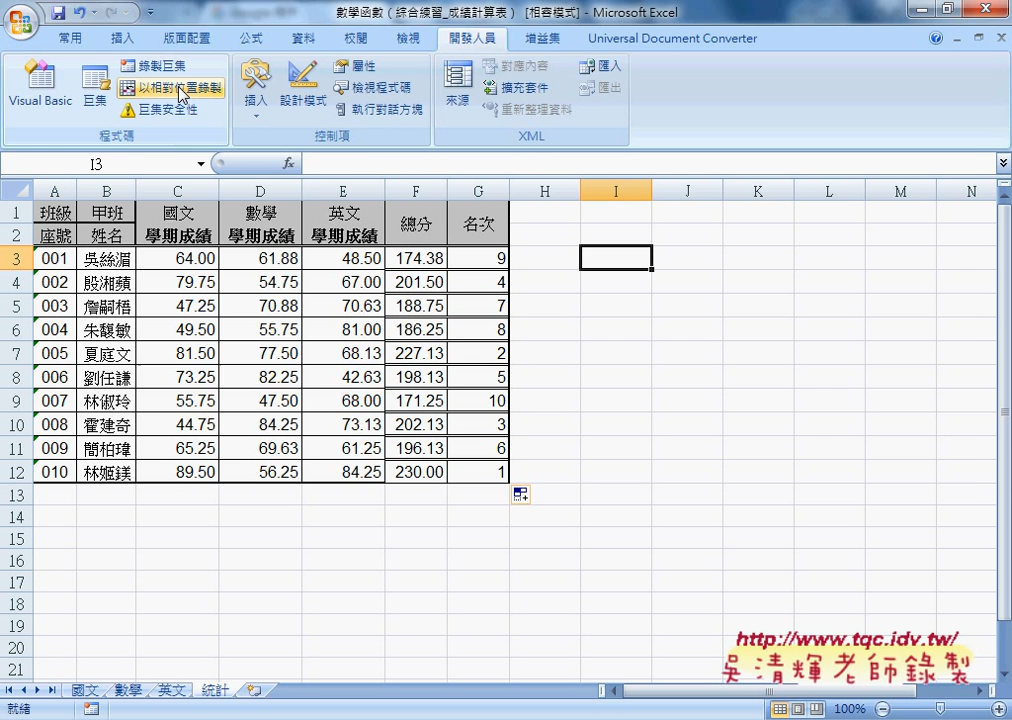 數學函數（綜合練習_成績計算表） [相容模式] - Microsoft Excel
常用 插入 版面配置 公式 資料 校閱 檢視 開發人員 增益集 Universal Document Converter
Visual Basic 巨集 錄製巨集 以相對位置錄製 巨集安全性 程式碼
插入 設計模式 屬性 檢視程式碼 執行對話方塊 控制項
來源 對應內容 擴充套件 重新整理資料 匯入 匯出 XML
I3 fx
A B C D E F G H I J K L M N
1 班級 甲班 國文 數學 英文 總分 名次
2 座號 姓名 學期成績 學期成績 學期成績
3 001 吳絲湄 64.00 61.88 48.50 174.38 9
4 002 殷湘蘋 79.75 54.75 67.00 201.50 4
5 003 詹嗣梧 47.25 70.88 70.63 188.75 7
6 004 朱馥敏 49.50 55.75 81.00 186.25 8
7 005 夏庭文 81.50 77.50 68.13 227.13 2
8 006 劉任謙 73.25 82.25 42.63 198.13 5
9 007 林俶玲 55.75 47.50 68.00 171.25 10
10 008 霍建奇 44.75 84.25 73.13 202.13 3
11 009 簡柏瑋 65.25 69.63 61.25 196.13 6
12 010 林姬鎂 89.50 56.25 84.25 230.00 1
13
14
15
16
17
18
19
20
21
http://www.tqc.idv.tw/
吳清輝老師錄製
國文 數學 英文 統計
就緒 100%